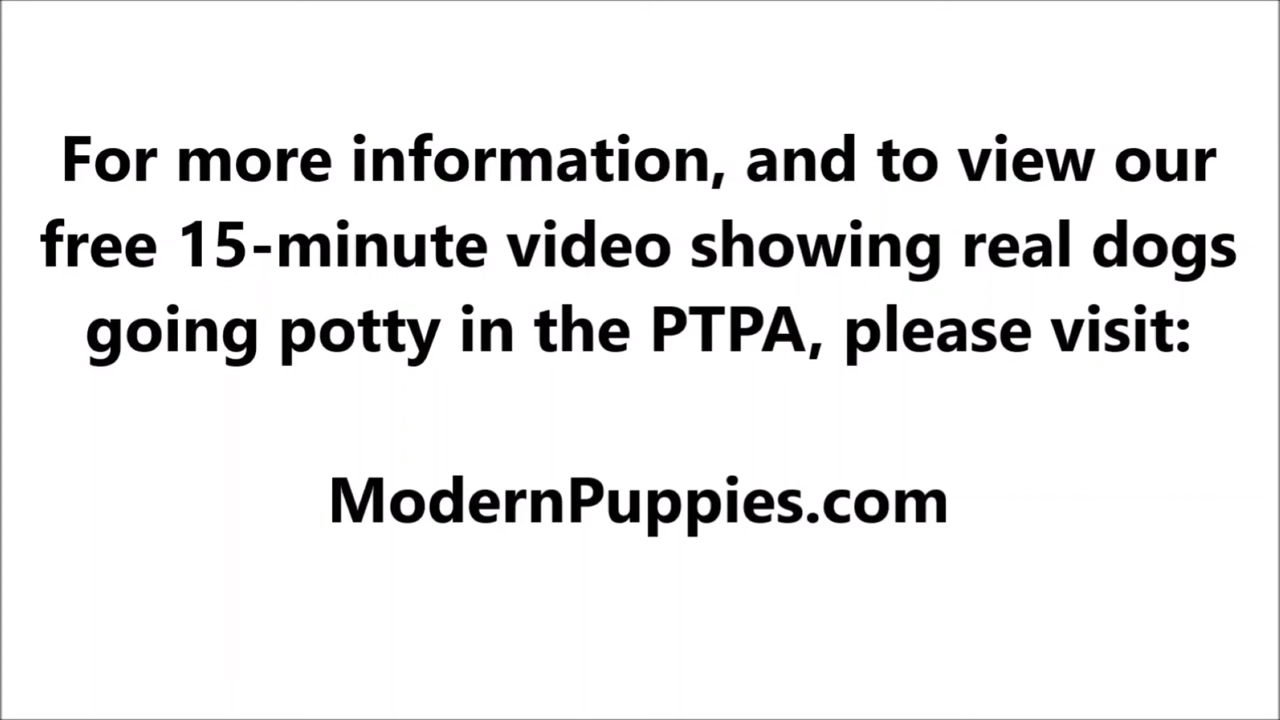 For more information, and to view our
free 15-minute video showing real dogs
going potty in the PTPA, please visit:
ModernPuppies.com